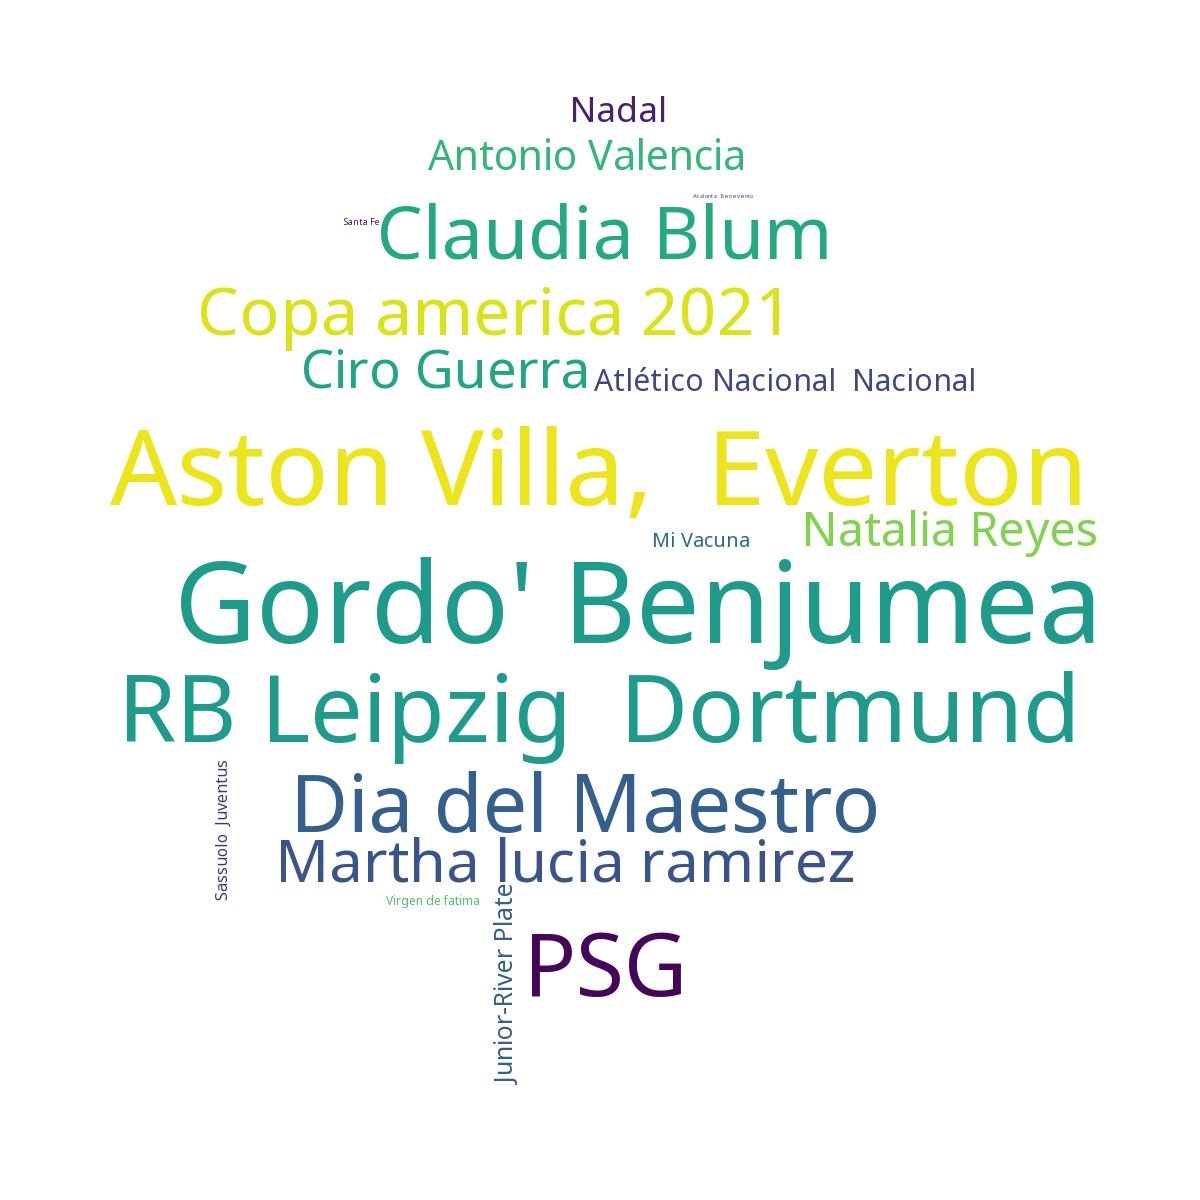 Nadal
Antonio Valencia
Atalanta  Benevento
Santa Fe
Claudia Blum
Copa america 2021
Ciro Guerra
Atlético Nacional  Nacional
Aston Villa,  Everton
Natalia Reyes
Mi Vacuna
Gordo' Benjumea
RB Leipzig  Dortmund
Dia del Maestro
Sassuolo  Juventus
Martha lucia ramirez
Virgen de fatima
Junior-River Plate
PSG